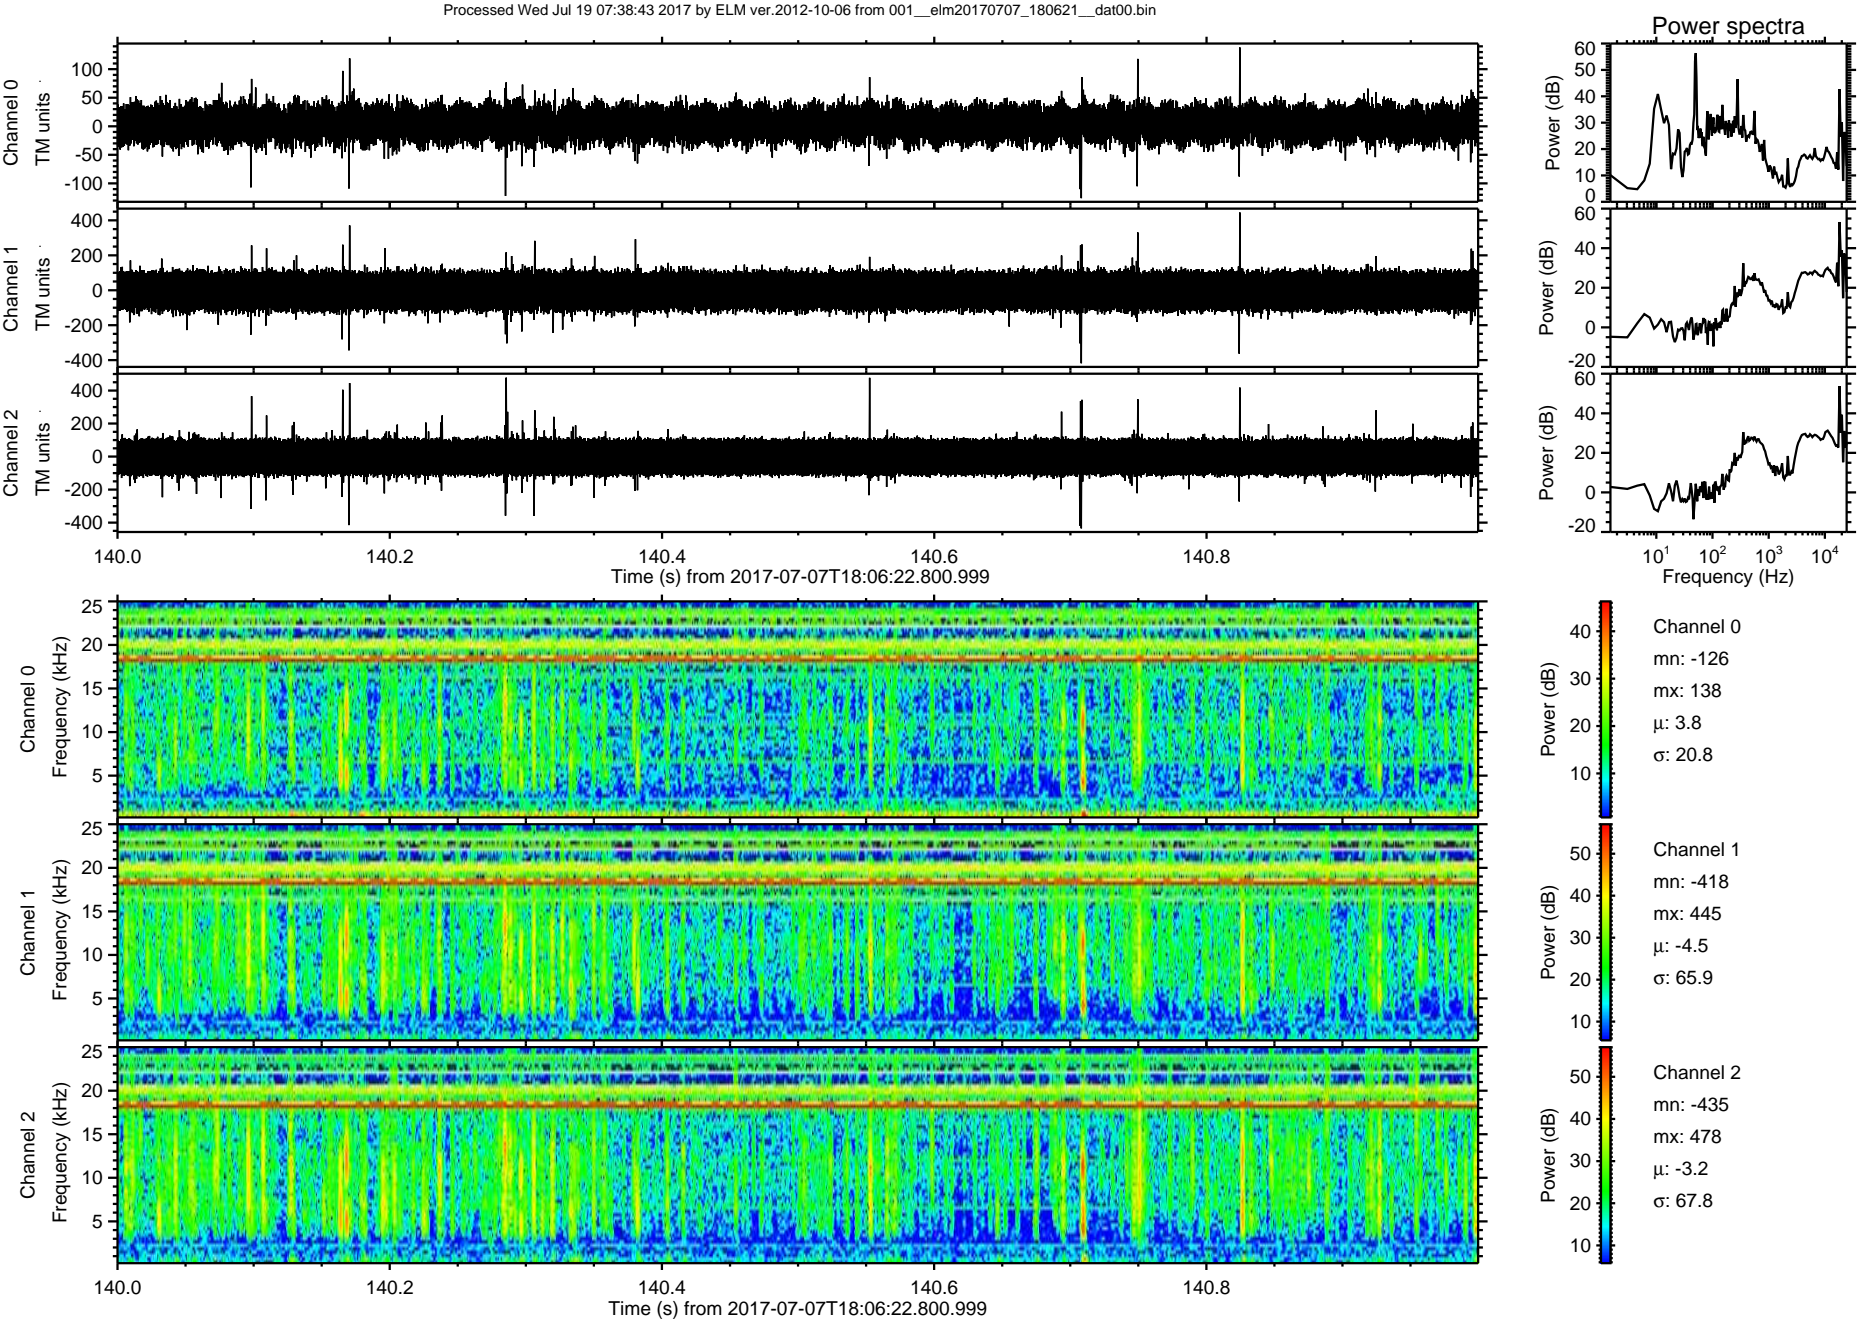 Processed Wed Jul 19 07:38:43 2017 by ELM ver.2012-10-06 from 001__elm20170707_180621__dat00.bin
Power spectra
Channel 0
TM units
100
50
0
-50
-100
Power (dB)
60
50
40
30
20
10
0
Channel 1
TM units
400
200
0
-200
-400
Power (dB)
60
40
20
0
-20
Channel 2
TM units
400
200
0
-200
-400
Power (dB)
60
40
20
0
-20
140.0 140.2 140.4 140.6 140.8
Time (s) from 2017-07-07T18:06:22.800.999
10^1 10^2 10^3 10^4
Frequency (Hz)
Channel 0
Frequency (kHz)
25
20
15
10
5
Power (dB)
40
30
20
10
Channel 0
mn: -126
mx: 138
μ: 3.8
σ: 20.8
Channel 1
Frequency (kHz)
25
20
15
10
5
Power (dB)
50
40
30
20
10
Channel 1
mn: -418
mx: 445
μ: -4.5
σ: 65.9
Channel 2
Frequency (kHz)
25
20
15
10
5
Power (dB)
50
40
30
20
10
Channel 2
mn: -435
mx: 478
μ: -3.2
σ: 67.8
140.0 140.2 140.4 140.6 140.8
Time (s) from 2017-07-07T18:06:22.800.999